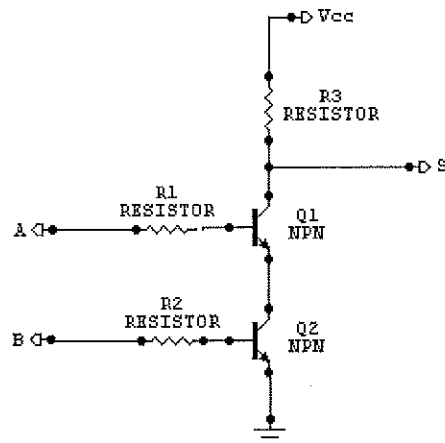 Vcc
R3
RESISTOR
S
R1
RESISTOR
A
Q1
NPN
R2
RESISTOR
B
Q2
NPN